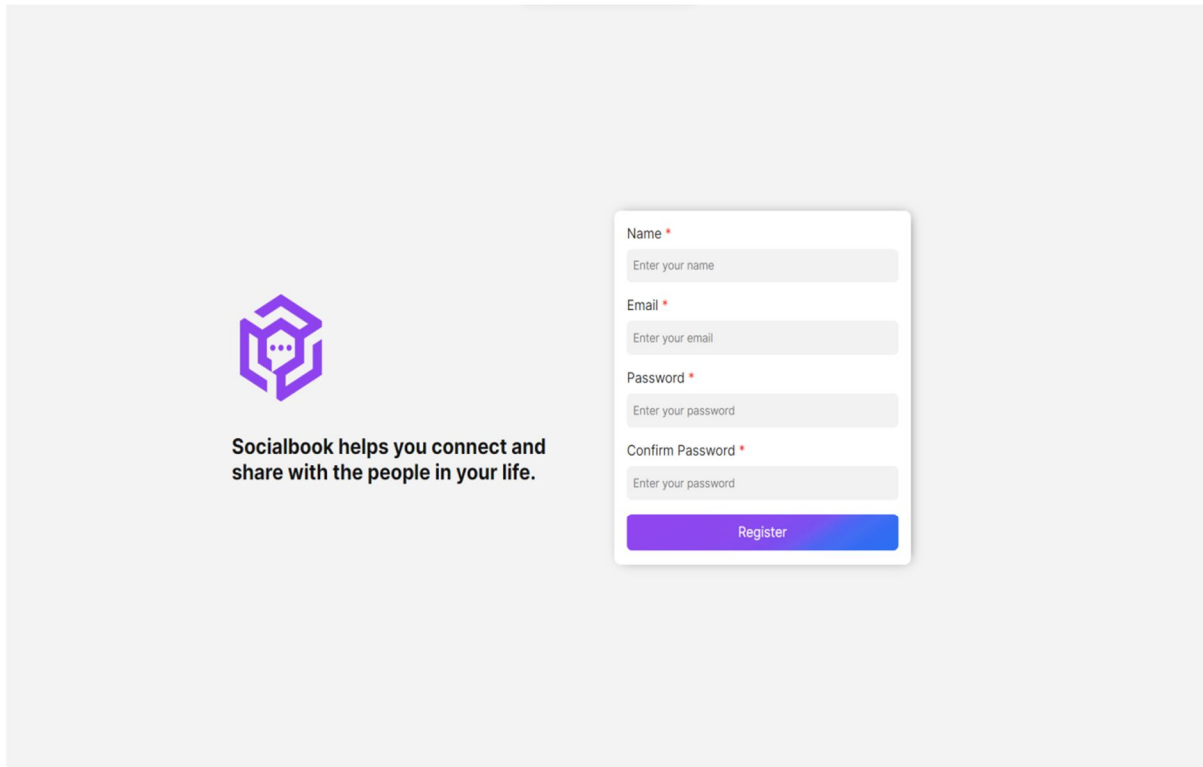 Socialbook helps you connect and
share with the people in your life.
Name *
Enter your name
Email *
Enter your email
Password *
Enter your password
Confirm Password *
Enter your password
Register